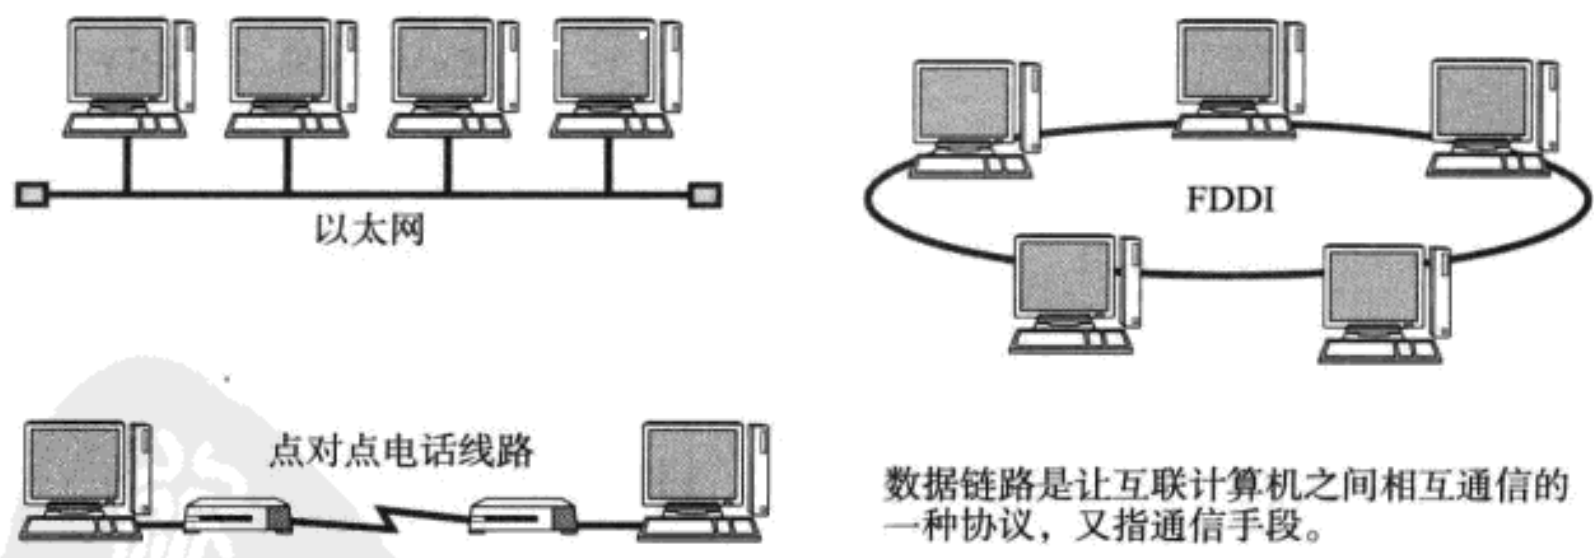 以太网
FDDI
点对点电话线路
数据链路是让互联计算机之间相互通信的
一种协议，又指通信手段。